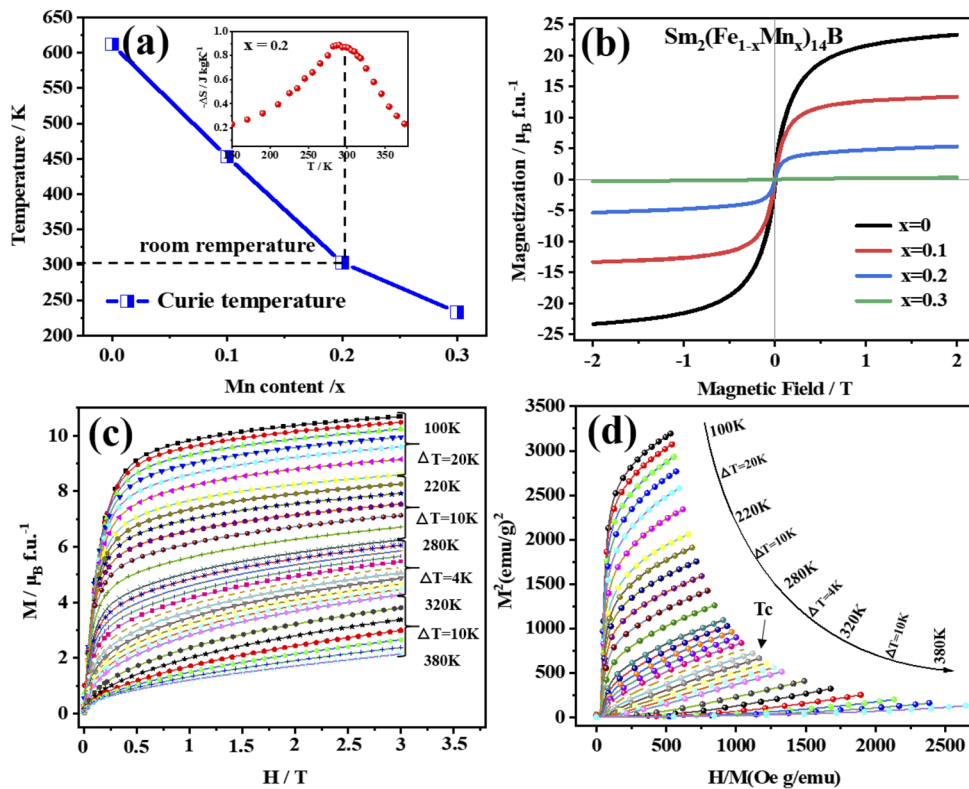 (a)
x = 0.2
-ΔS / J kgK⁻¹
1.0
0.8
0.6
0.4
0.2
150 200 250 300 350
T / K
Temperature / K
650
600
550
500
450
400
350
300
250
200
room remperature
Curie temperature
0.0 0.1 0.2 0.3
Mn content /x
(b)
Sm₂(Fe₁₋ₓMnₓ)₁₄B
Magnetization / μB f.u.⁻¹
25
20
15
10
5
0
-5
-10
-15
-20
-25
x=0
x=0.1
x=0.2
x=0.3
-2 -1 0 1 2
Magnetic Field / T
(c)
M / μB f.u.⁻¹
10
8
6
4
2
0
100K
ΔT=20K
220K
ΔT=10K
280K
ΔT=4K
320K
ΔT=10K
380K
0.0 0.5 1.0 1.5 2.0 2.5 3.0 3.5
H / T
(d)
M²(emu/g)²
3500
3000
2500
2000
1500
1000
500
0
100K
ΔT=20K
220K
ΔT=10K
280K
ΔT=4K
320K
ΔT=10K
380K
Tc
0 500 1000 1500 2000 2500
H/M(Oe g/emu)